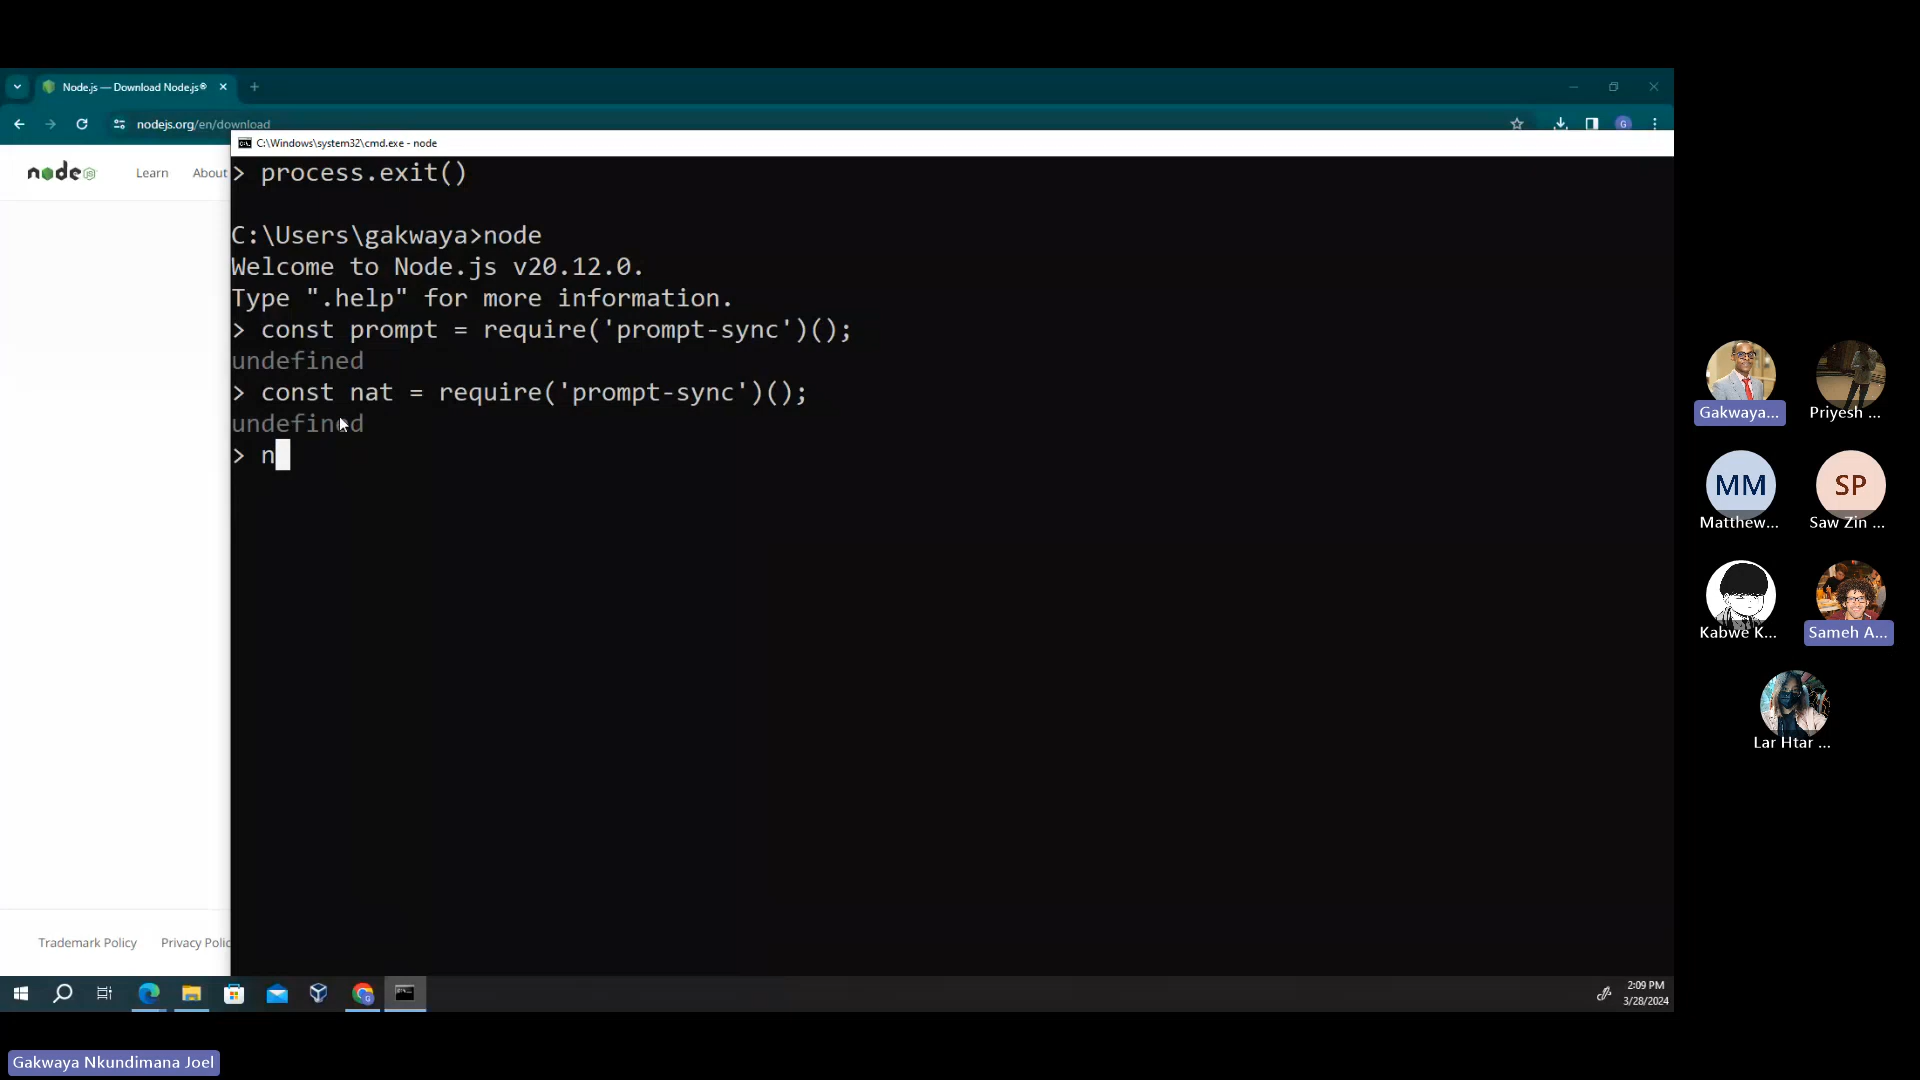 Node.js — Download Node.js®
nodejs.org/en/download
G
C:\Windows\system32\cmd.exe - node
node
Learn
About
> process.exit()
C:\Users\gakwaya>node
Welcome to Node.js v20.12.0.
Type ".help" for more information.
> const prompt = require('prompt-sync')();
undefined
> const nat = require('prompt-sync')();
undefined
> n
Gakwaya...
Priyesh ...
MM
SP
Matthew...
Saw Zin ...
Kabwe K...
Sameh A...
Lar Htar ...
Trademark Policy
Privacy Polic
2:09 PM
3/28/2024
Gakwaya Nkundimana Joel